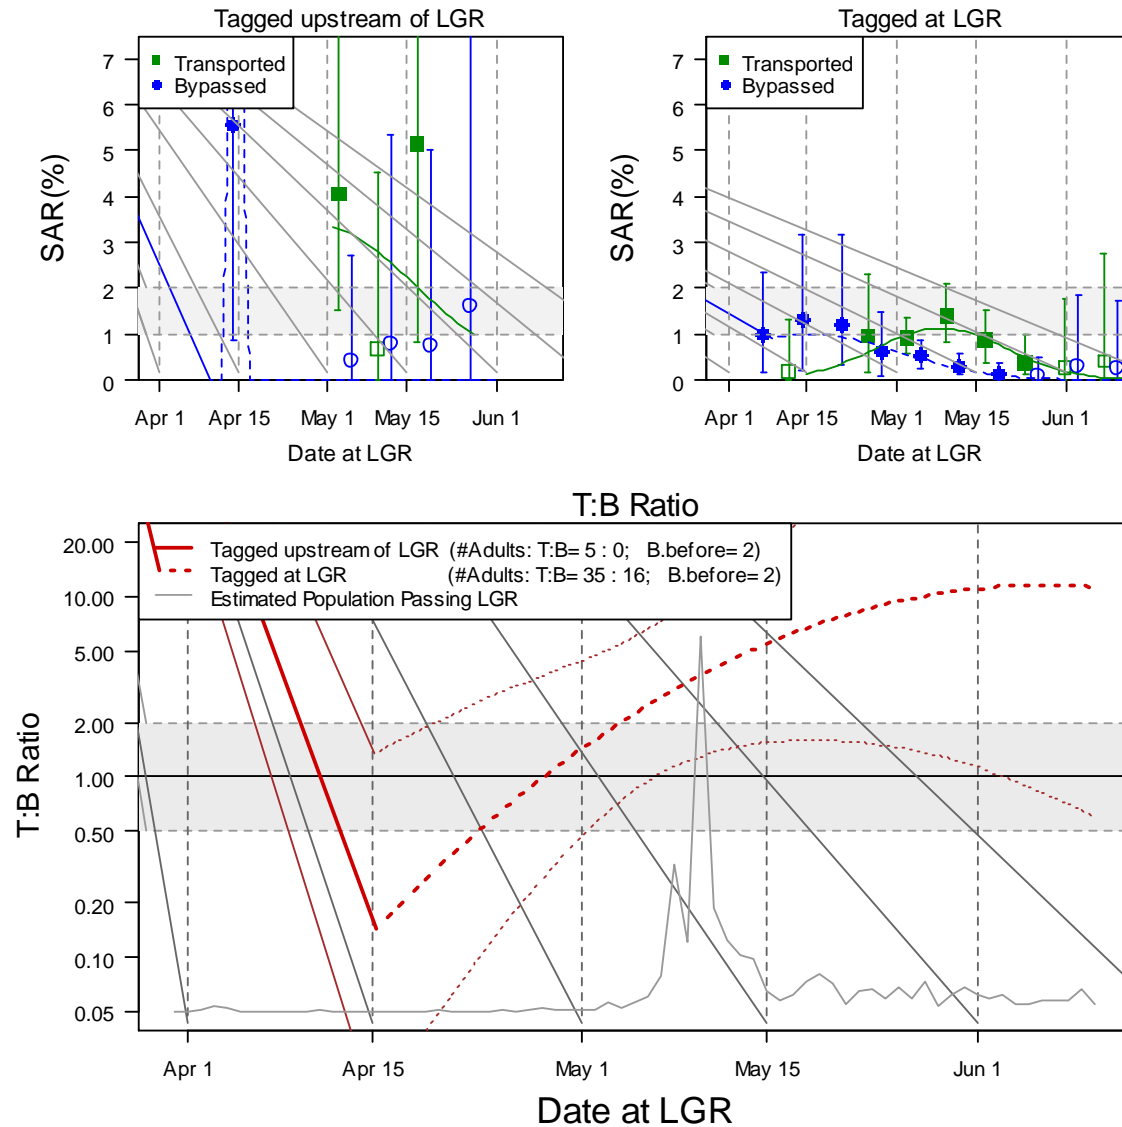 Tagged upstream of LGR
Tagged at LGR
Transported
Bypassed
Transported
Bypassed
SAR(%)
7
6
5
4
3
2
1
0
Apr 1
Apr 15
May 1
May 15
Jun 1
Date at LGR
SAR(%)
7
6
5
4
3
2
1
0
Apr 1
Apr 15
May 1
May 15
Jun 1
Date at LGR
T:B Ratio
Tagged upstream of LGR (#Adults: T:B= 5 : 0; B.before= 2)
Tagged at LGR (#Adults: T:B= 35 : 16; B.before= 2)
Estimated Population Passing LGR
T:B Ratio
20.00
10.00
5.00
2.00
1.00
0.50
0.20
0.10
0.05
Apr 1
Apr 15
May 1
May 15
Jun 1
Date at LGR